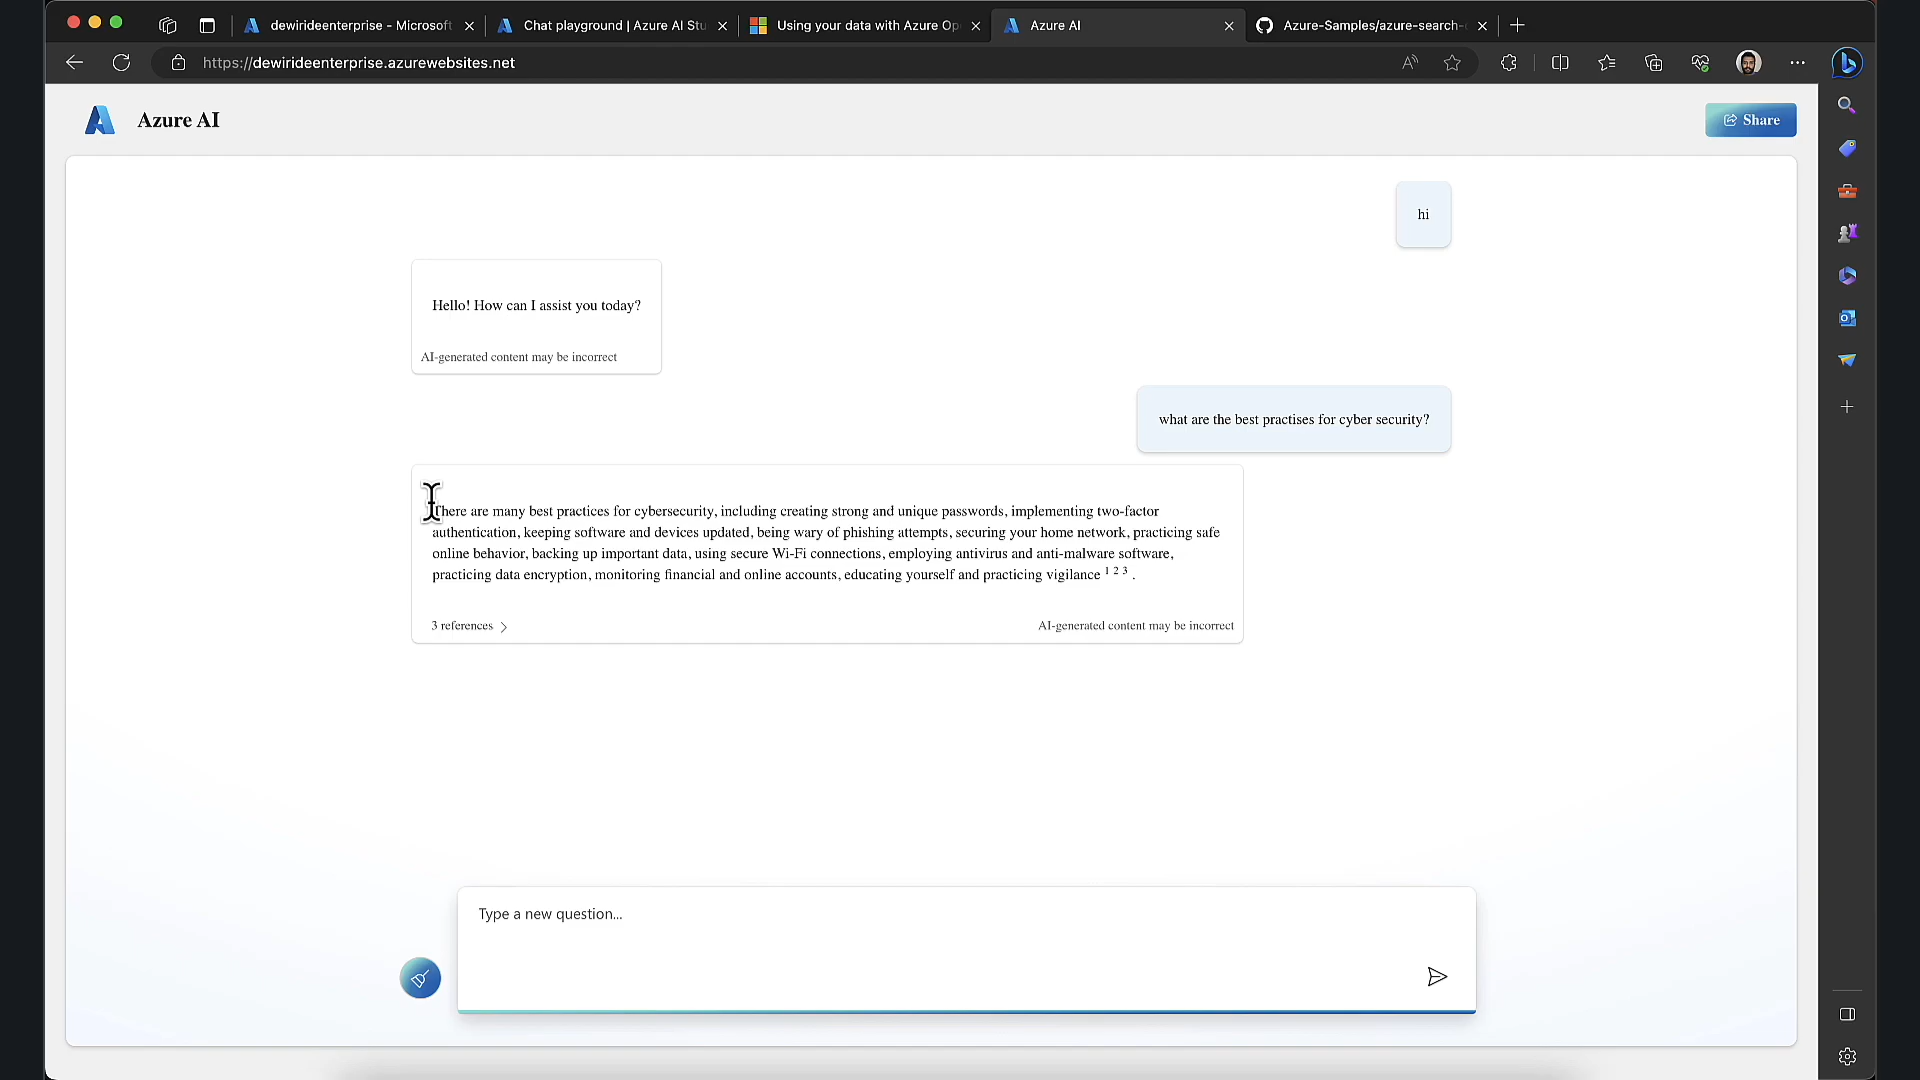 dewirideenterprise - Microsoft
Chat playground | Azure AI Stu
Using your data with Azure Op
Azure AI
Azure-Samples/azure-search-
https://dewirideenterprise.azurewebsites.net
Azure AI
Share
hi
Hello! How can I assist you today?
AI-generated content may be incorrect
what are the best practises for cyber security?
There are many best practices for cybersecurity, including creating strong and unique passwords, implementing two-factor
authentication, keeping software and devices updated, being wary of phishing attempts, securing your home network, practicing safe
online behavior, backing up important data, using secure Wi-Fi connections, employing antivirus and anti-malware software,
practicing data encryption, monitoring financial and online accounts, educating yourself and practicing vigilance 1 2 3 .
3 references
AI-generated content may be incorrect
Type a new question...